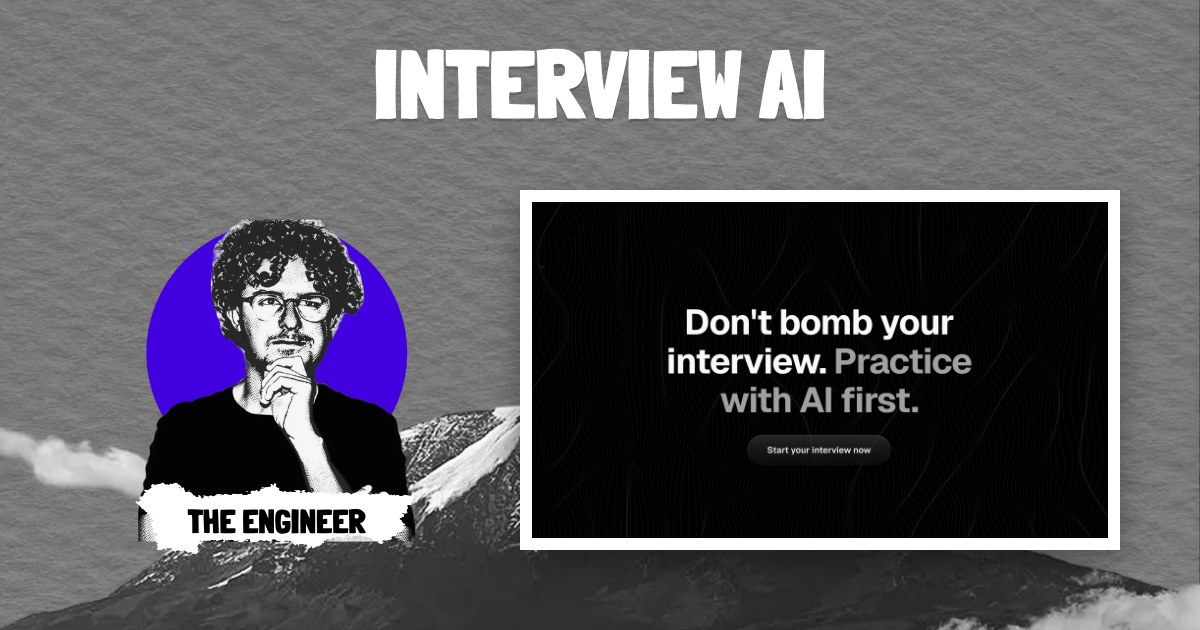 INTERVIEW AI
THE ENGINEER
Don't bomb your
interview. Practice
with AI first.
Start your interview now